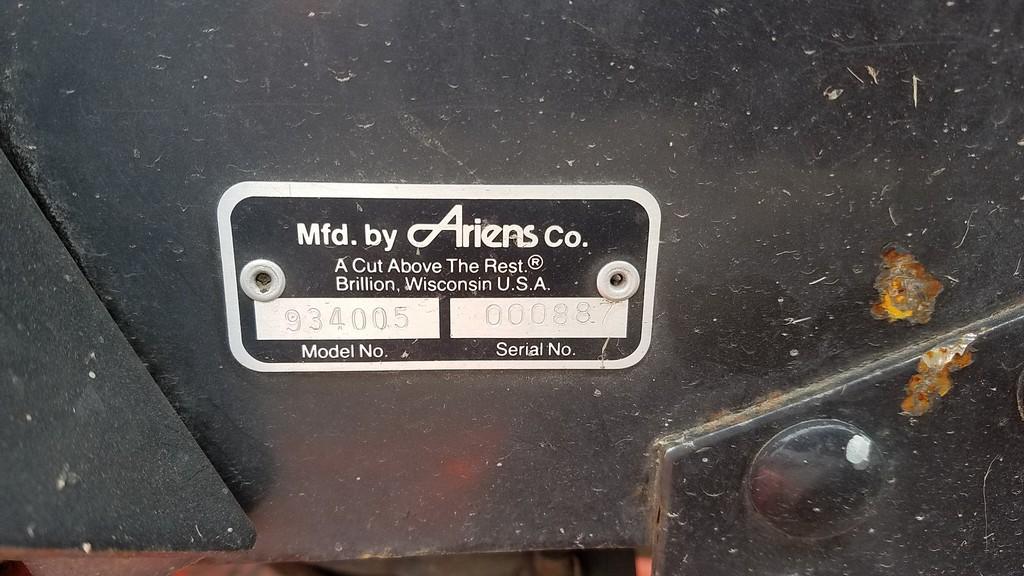 Mfd. by Ariens Co.
A Cut Above The Rest.®
Brillion, Wisconsin U.S.A.
934005 000887
Model No. Serial No.